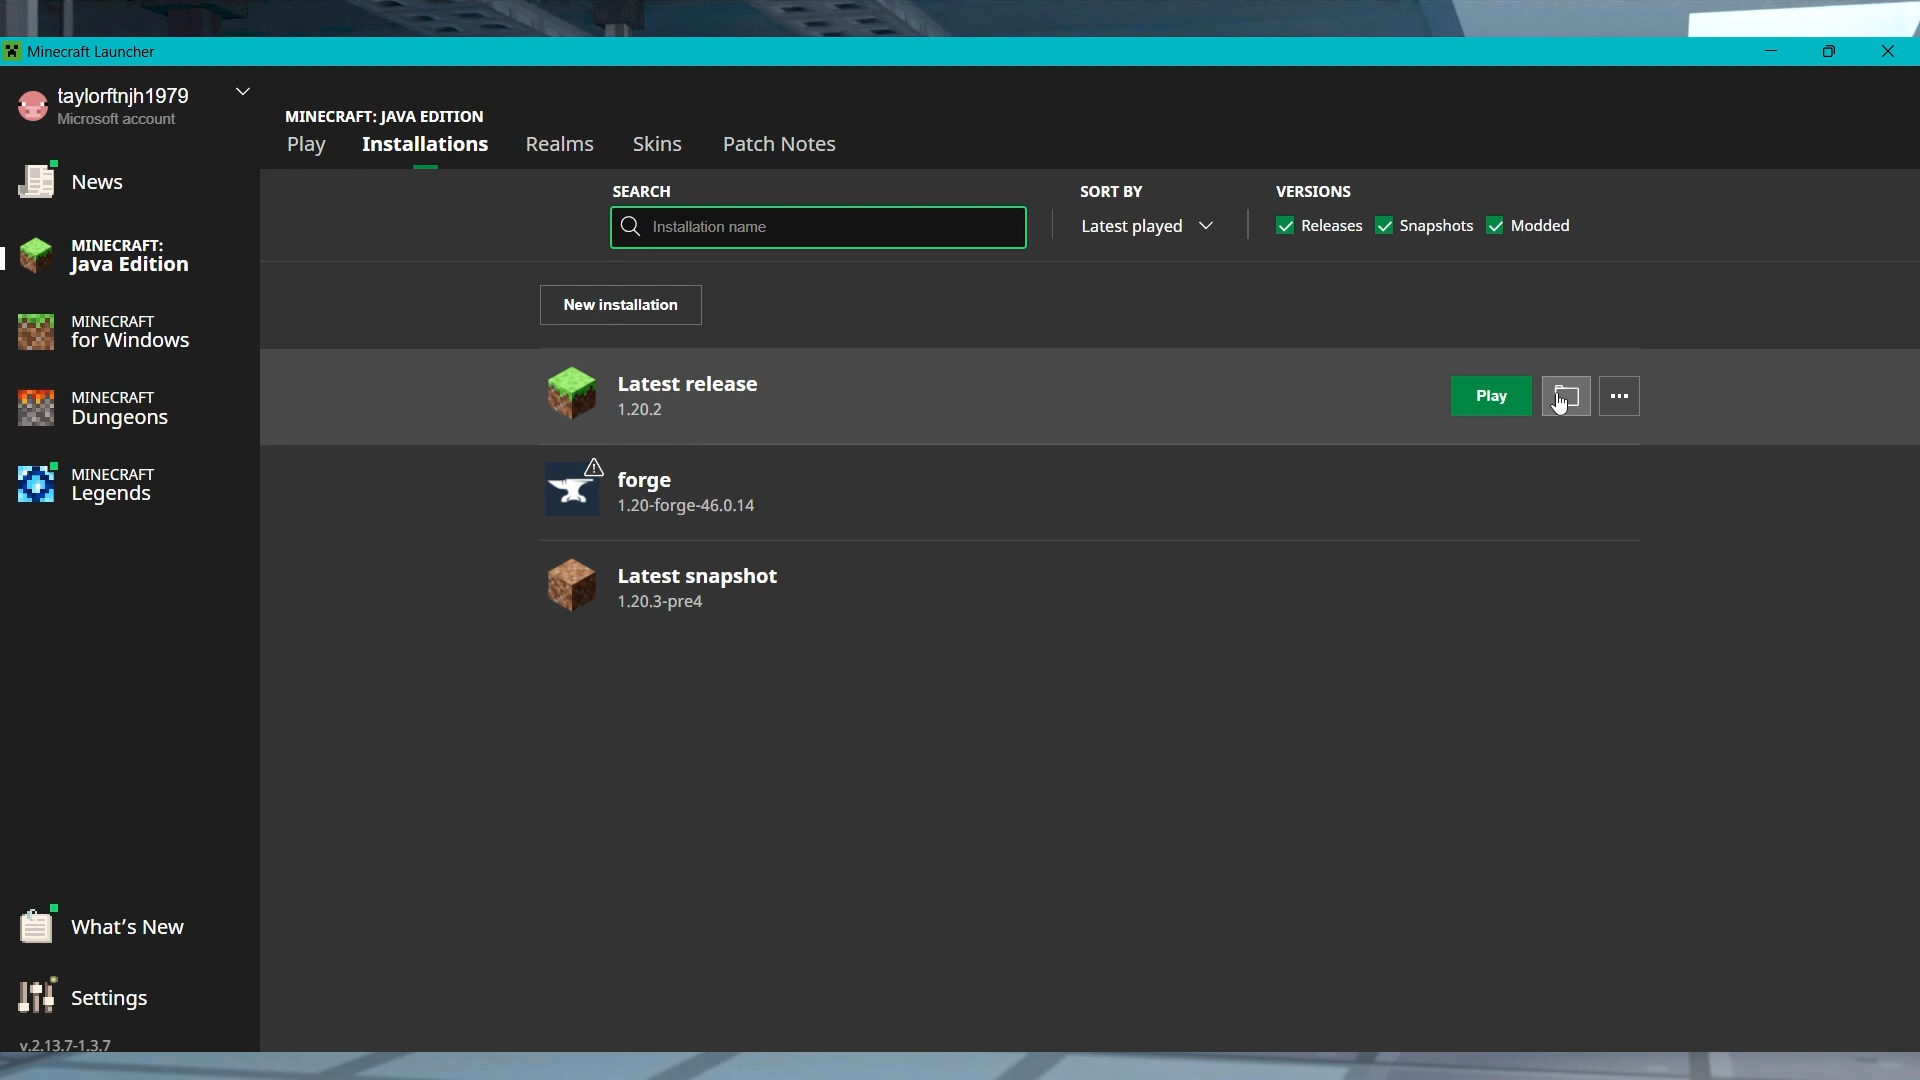 Minecraft Launcher
taylorftnjh1979
Microsoft account
News
MINECRAFT:
Java Edition
MINECRAFT
for Windows
MINECRAFT
Dungeons
MINECRAFT
Legends
What's New
Settings
v.2.13.7-1.3.7
MINECRAFT: JAVA EDITION
Play Installations Realms Skins Patch Notes
SEARCH SORT BY VERSIONS
Installation name Latest played Releases Snapshots Modded
New installation
Latest release
1.20.2
Play
forge
1.20-forge-46.0.14
Latest snapshot
1.20.3-pre4